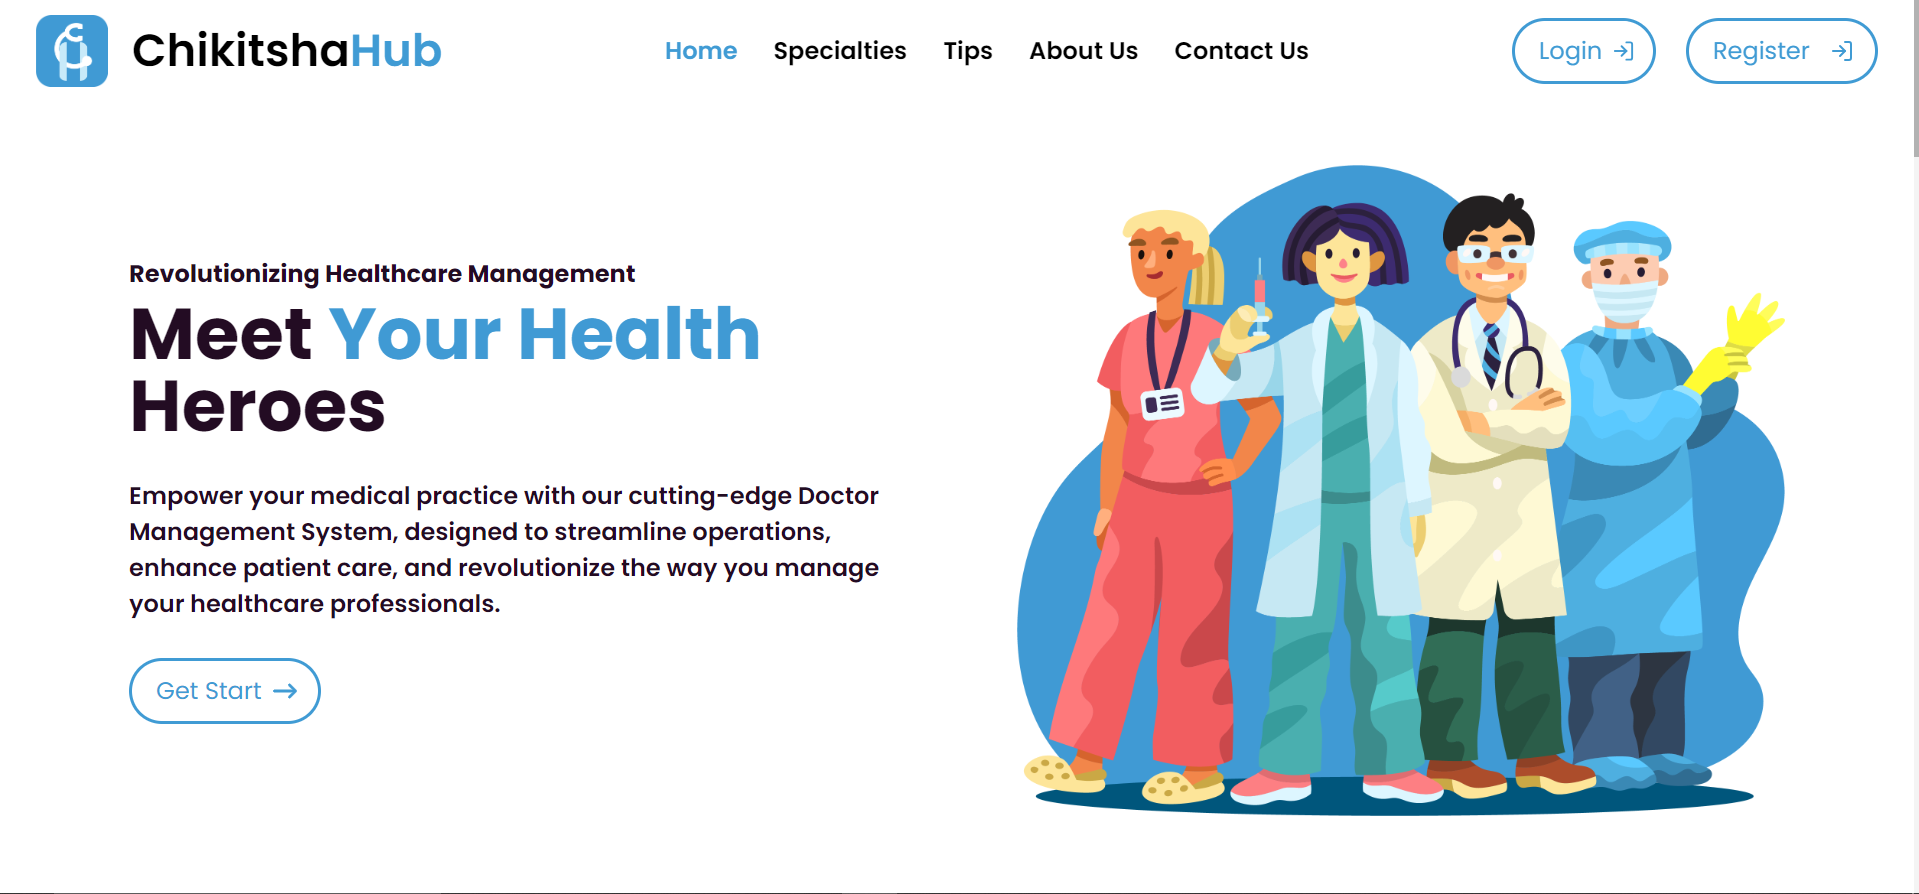 ChikitshaHub
Home Specialties Tips About Us Contact Us
Login
Register
Revolutionizing Healthcare Management
Meet Your Health
Heroes
Empower your medical practice with our cutting-edge Doctor
Management System, designed to streamline operations,
enhance patient care, and revolutionize the way you manage
your healthcare professionals.
Get Start